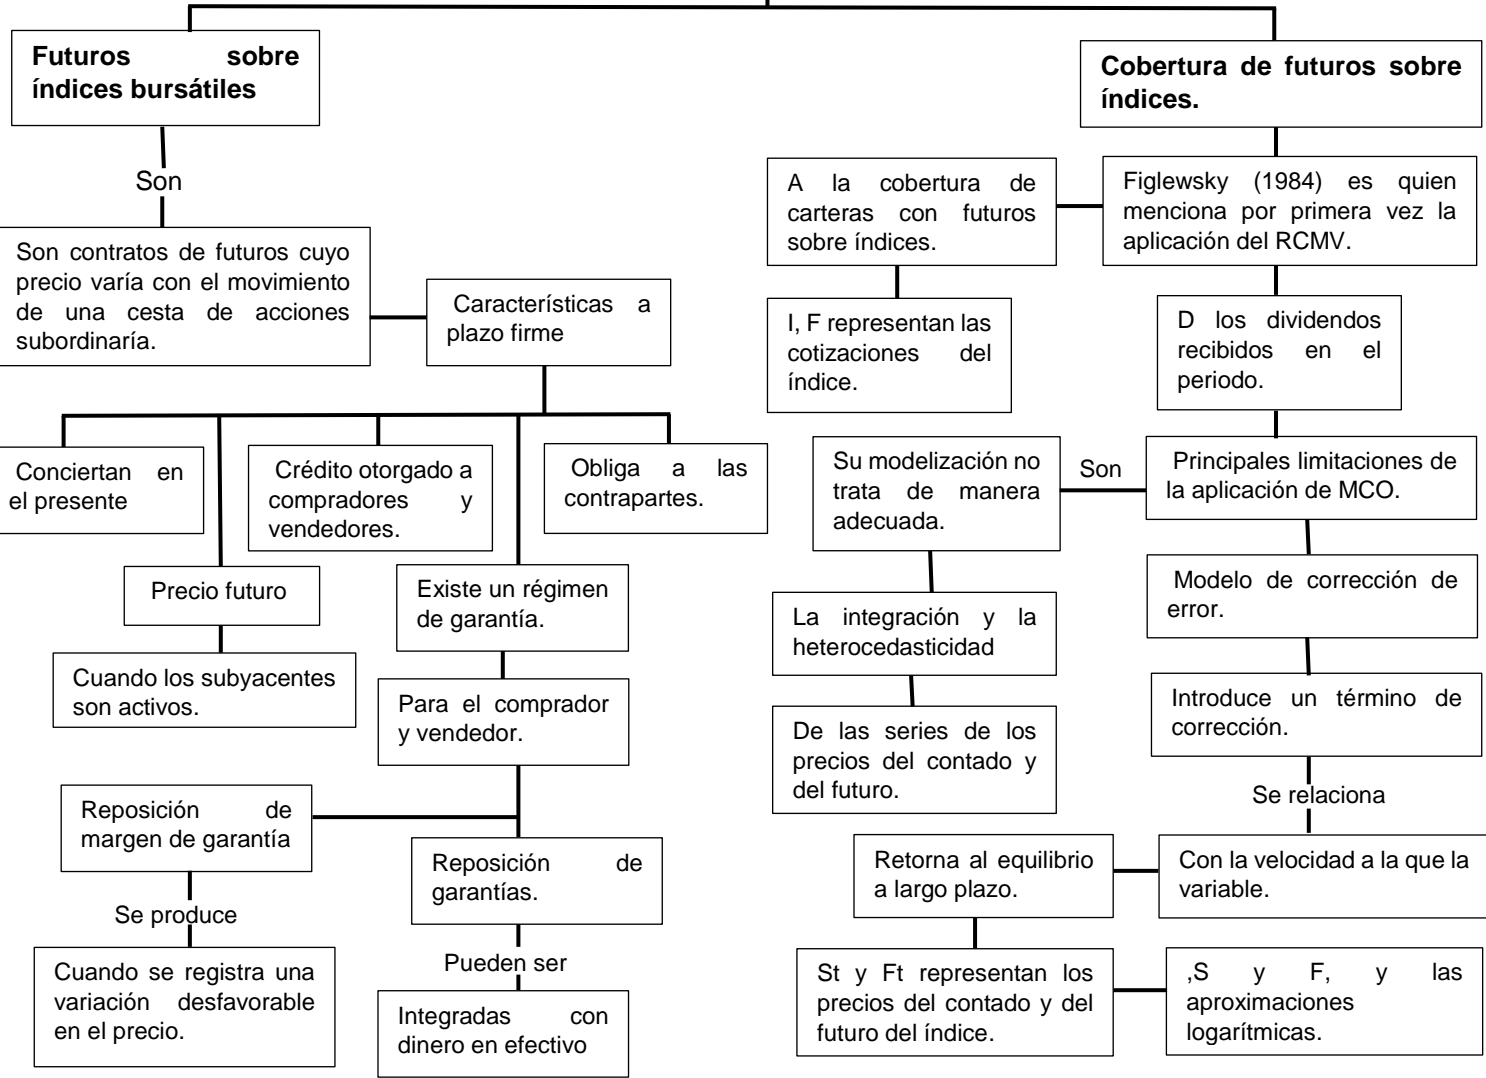 Futuros sobre
índices bursátiles
Son
Son contratos de futuros cuyo
precio varía con el movimiento
de una cesta de acciones
subordinaría.
Características a
plazo firme
Conciertan en
el presente
Crédito otorgado a
compradores y
vendedores.
Obliga a las
contrapartes.
Precio futuro
Existe un régimen
de garantía.
Cuando los subyacentes
son activos.
Para el comprador
y vendedor.
Reposición de
margen de garantía
Reposición de
garantías.
Se produce
Pueden ser
Cuando se registra una
variación desfavorable
en el precio.
Integradas con
dinero en efectivo
Cobertura de futuros sobre
índices.
A la cobertura de
carteras con futuros
sobre índices.
Figlewsky (1984) es quien
menciona por primera vez la
aplicación del RCMV.
I, F representan las
cotizaciones del
índice.
D los dividendos
recibidos en el
periodo.
Su modelización no
trata de manera
adecuada.
Son
Principales limitaciones de
la aplicación de MCO.
La integración y la
heterocedasticidad
Modelo de corrección de
error.
De las series de los
precios del contado y
del futuro.
Introduce un término de
corrección.
Se relaciona
Retorna al equilibrio
a largo plazo.
Con la velocidad a la que la
variable.
St y Ft representan los
precios del contado y del
futuro del índice.
,S y F, y las
aproximaciones
logarítmicas.